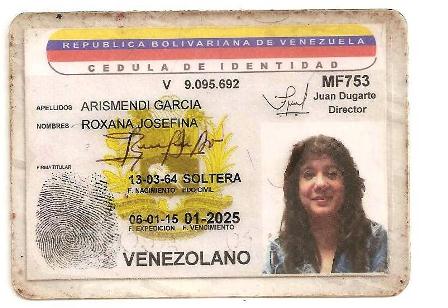 REPUBLICA BOLIVARIANA DE VENEZUELA
CEDULA DE IDENTIDAD
V 9.095.692
MF753
Juan Dugarte
Director
APELLIDOS ARISMENDI GARCIA
NOMBRES ROXANA JOSEFINA
FIRMA TITULAR
13-03-64 SOLTERA
F. NACIMIENTO EDO CIVIL
06-01-15 01-2025
F. EXPEDICION F. VENCIMIENTO
VENEZOLANO